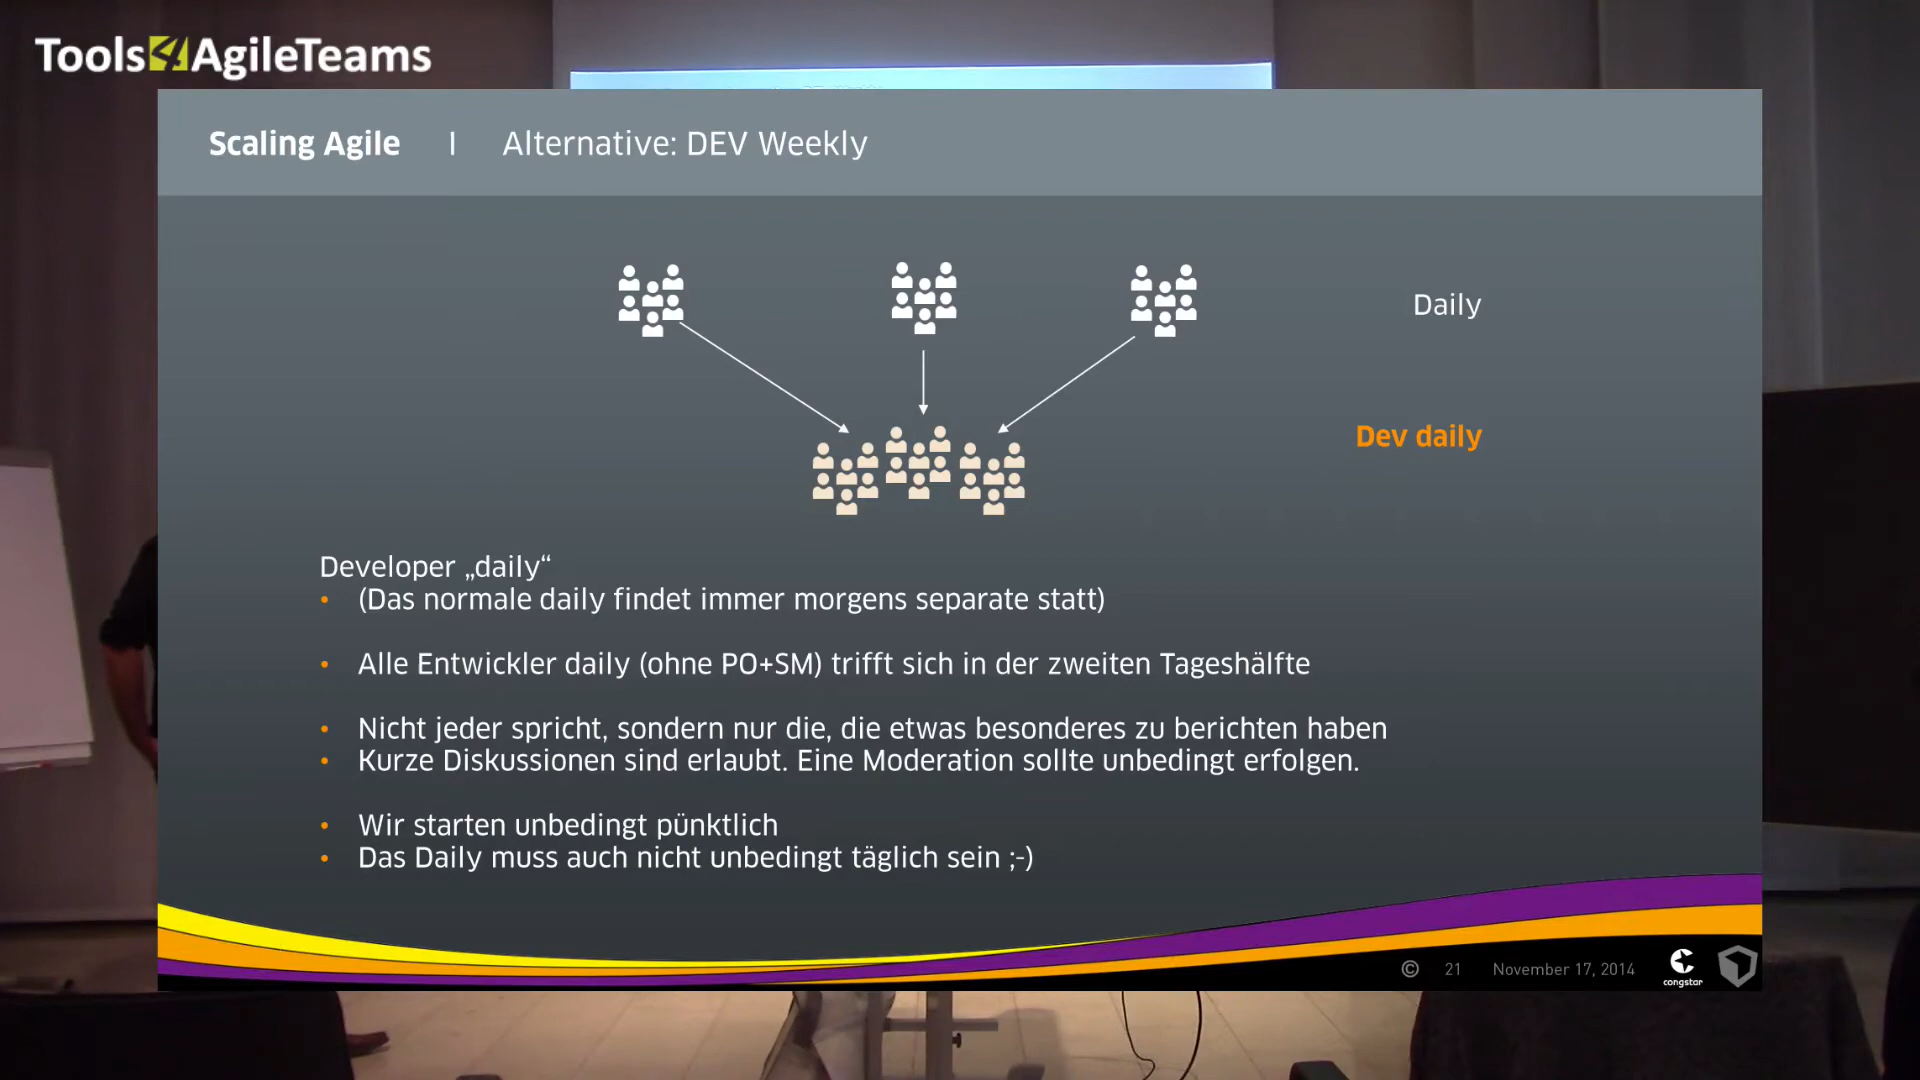 Tools4AgileTeams
Scaling Agile | Alternative: DEV Weekly
Daily
Dev daily
Developer „daily“
• (Das normale daily findet immer morgens separate statt)
• Alle Entwickler daily (ohne PO+SM) trifft sich in der zweiten Tageshälfte
• Nicht jeder spricht, sondern nur die, die etwas besonderes zu berichten haben
• Kurze Diskussionen sind erlaubt. Eine Moderation sollte unbedingt erfolgen.
• Wir starten unbedingt pünktlich
• Das Daily muss auch nicht unbedingt täglich sein ;-)
© 21 November 17, 2014
congstar